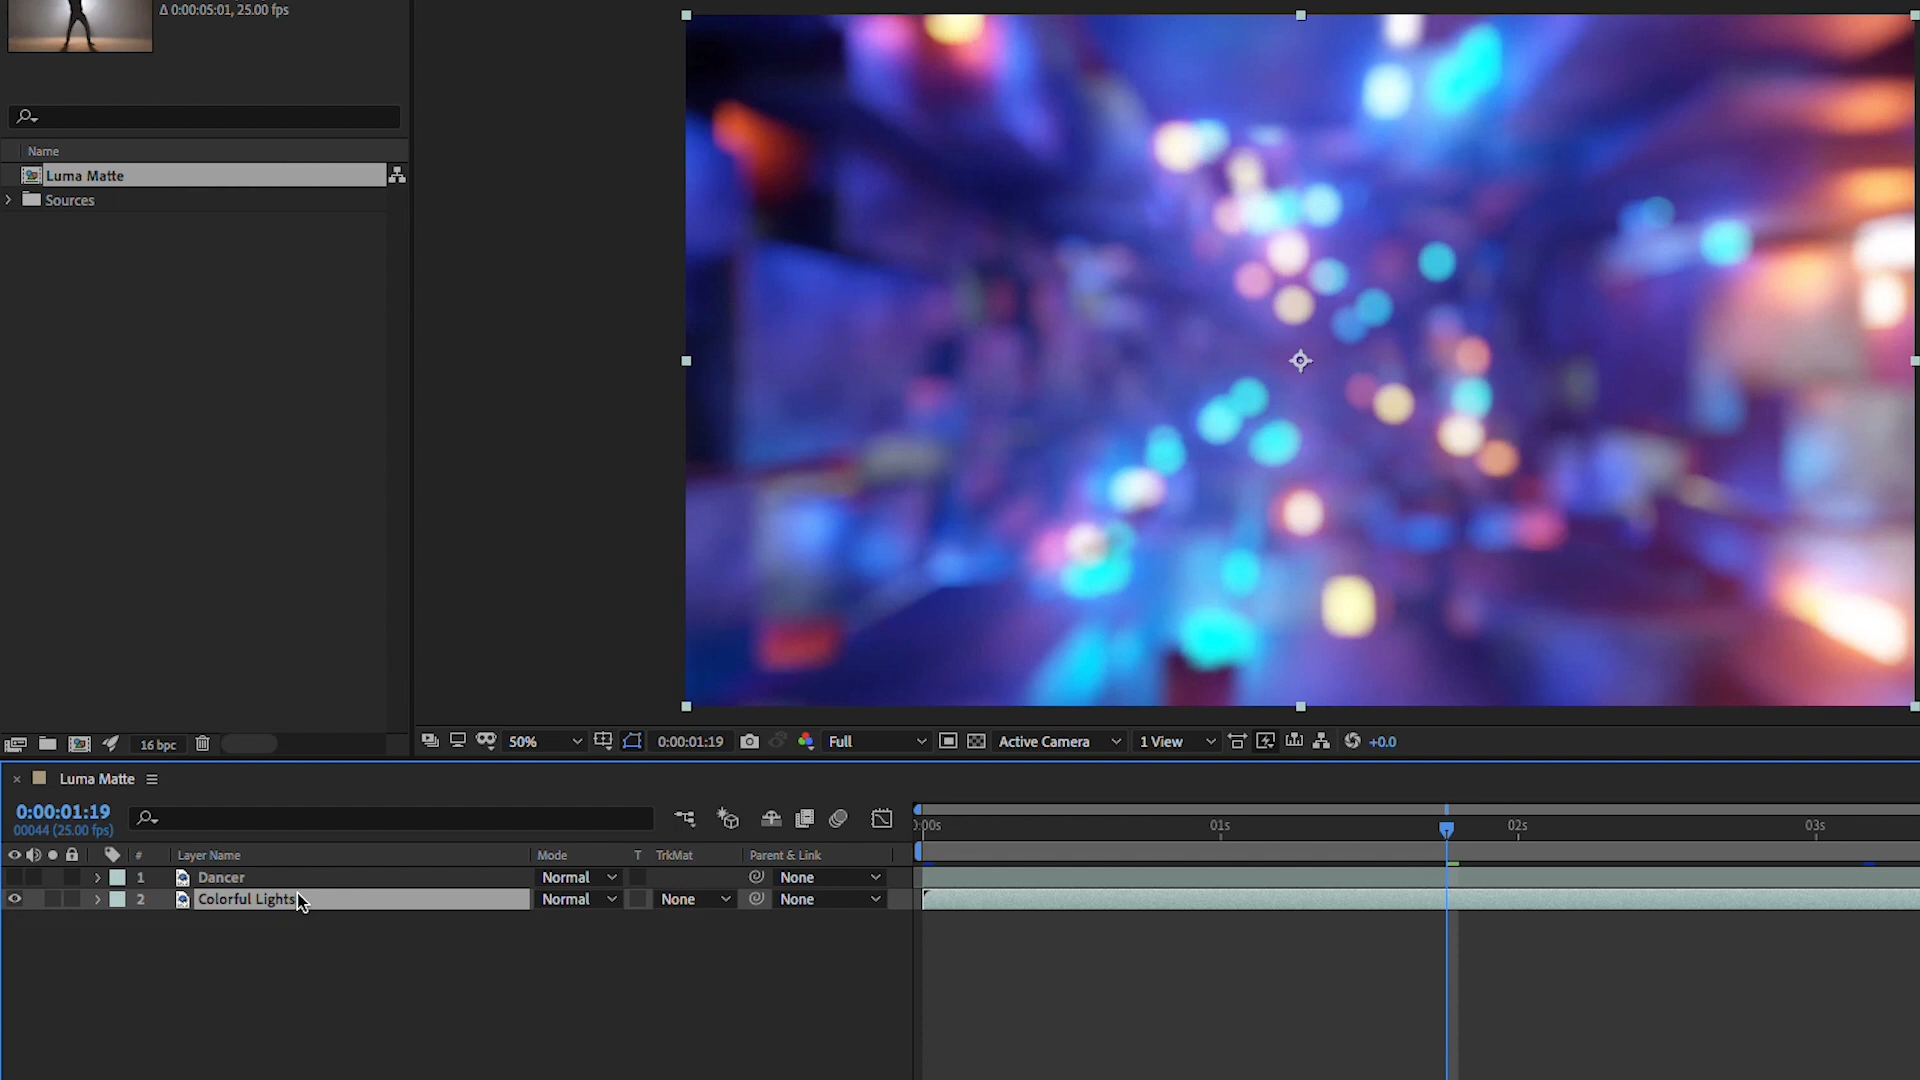 Δ 0:00:05:01, 25.00 fps
Name
Luma Matte
Sources
16 bpc
50%
0:00:01:19
Full
Active Camera
1 View
+0.0
× Luma Matte
0:00:01:19
00044 (25.00 fps)
0:00s 01s 02s 03s
# Layer Name Mode T TrkMat Parent & Link
1 Dancer Normal None
2 Colorful Lights Normal None None